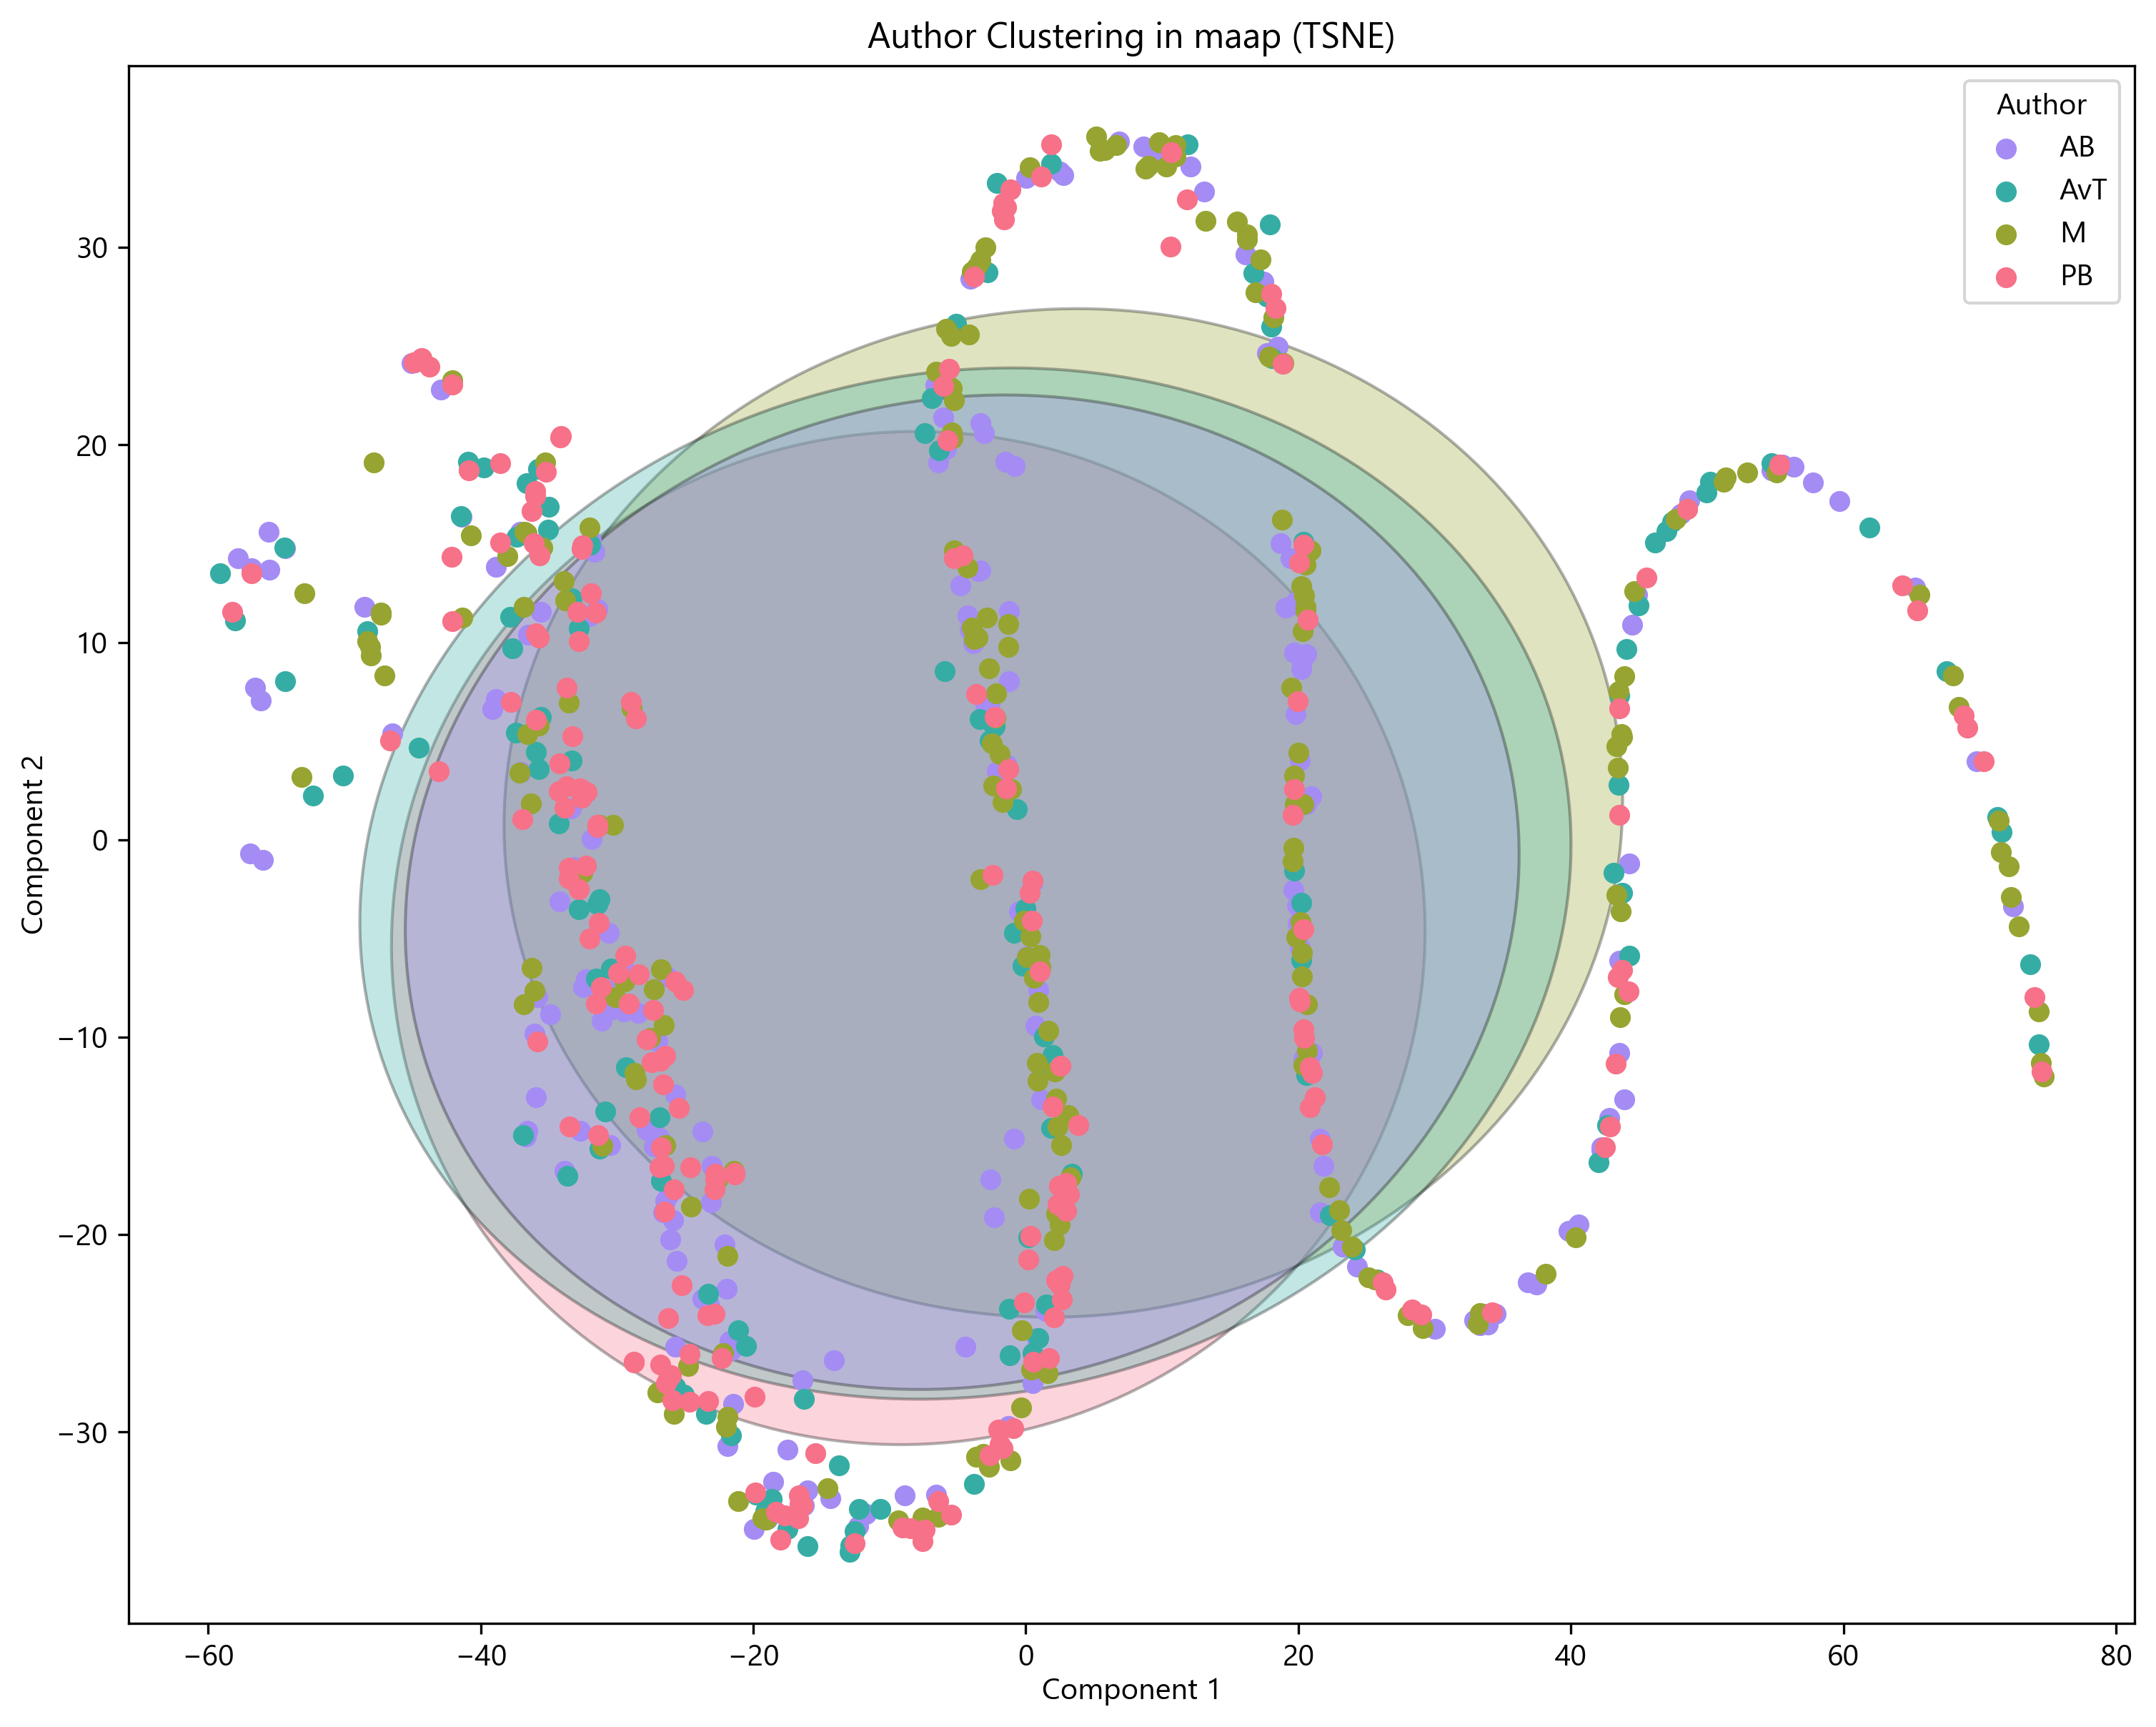 Author Clustering in maap (TSNE)
Author
AB
AvT
M
PB
30
20
10
0
−10
−20
−30
Component 2
−60
−40
−20
0
20
40
60
80
Component 1